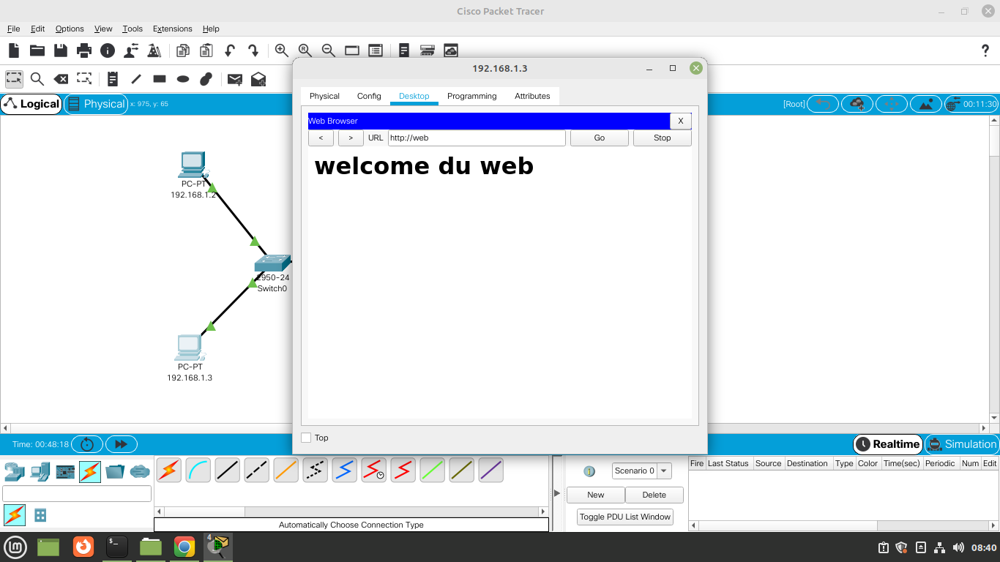 Cisco Packet Tracer
File Edit Options View Tools Extensions Help
192.168.1.3
Logical Physical x: 975, y: 65
[Root] 00:11:30
Physical Config Desktop Programming Attributes
Web Browser X
< > URL http://web Go Stop
welcome du web
PC-PT
192.168.1.2
2950-24
Switch0
PC-PT
192.168.1.3
Top
Time: 00:48:18
Realtime Simulation
Scenario 0
New Delete
Toggle PDU List Window
Fire Last Status Source Destination Type Color Time(sec) Periodic Num Edit
Automatically Choose Connection Type
4
08:40